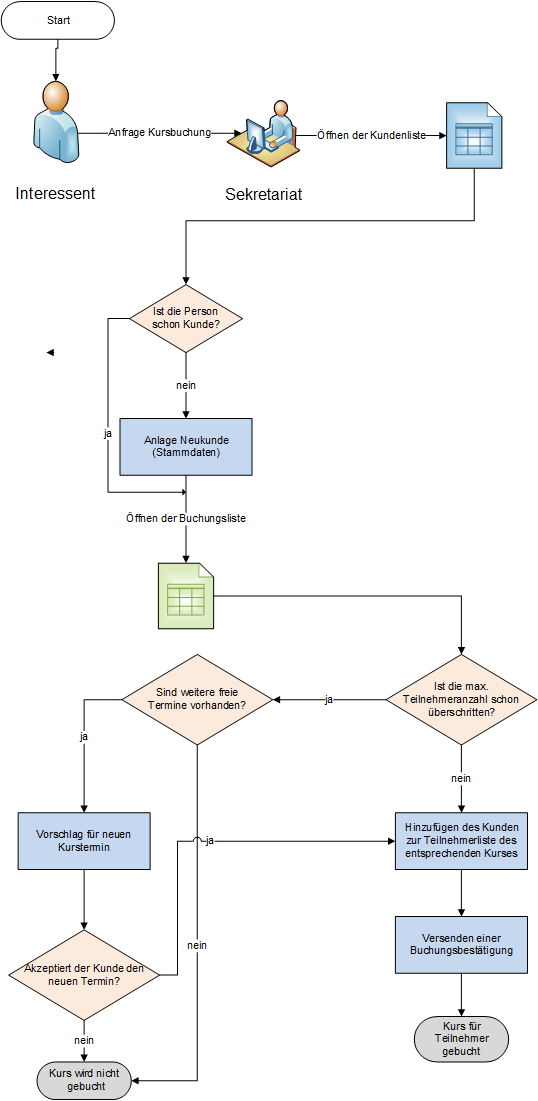 Start
Anfrage Kursbuchung
Öffnen der Kundenliste
Interessent
Sekretariat
Ist die Person
schon Kunde?
nein
ja
Anlage Neukunde
(Stammdaten)
Öffnen der Buchungsliste
Sind weitere freie
Termine vorhanden?
ja
Ist die max.
Teilnehmeranzahl schon
überschritten?
ja
nein
Vorschlag für neuen
Kurstermin
ja
Hinzufügen des Kunden
zur Teilnehmerliste des
entsprechenden Kurses
Akzeptiert der Kunde den
neuen Termin?
nein
Versenden einer
Buchungsbestätigung
nein
Kurs für
Teilnehmer
gebucht
Kurs wird nicht
gebucht